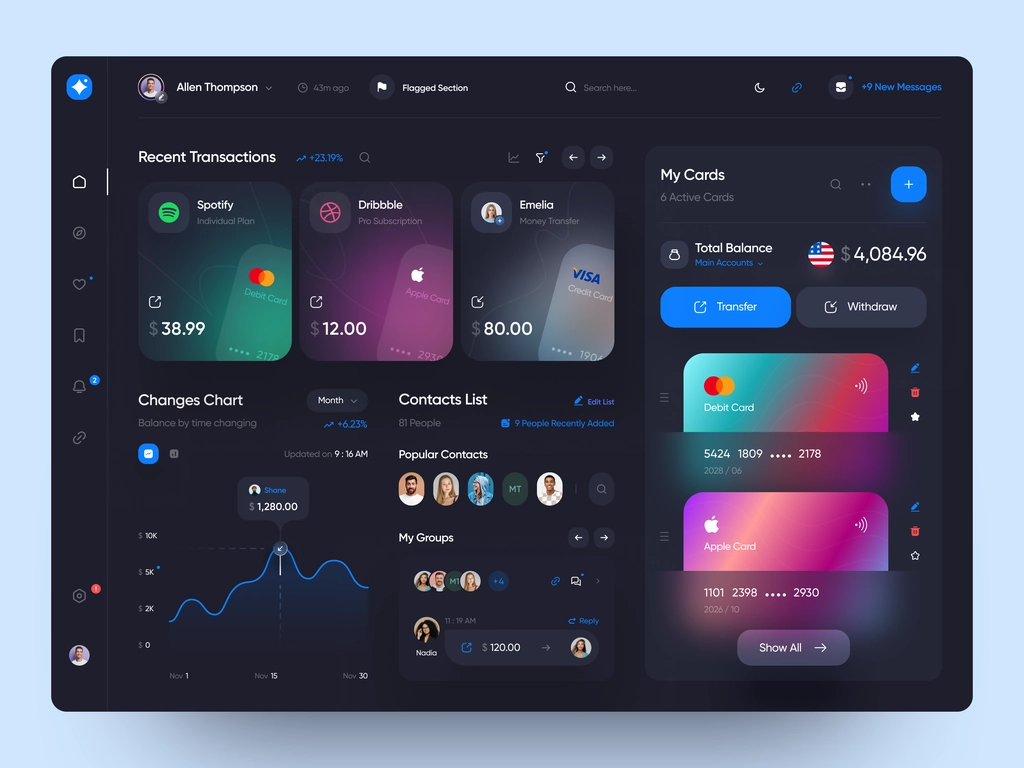 Allen Thompson
43m ago
Flagged Section
Search here...
+9 New Messages
Recent Transactions
+23.19%
Spotify
Individual Plan
Debit Card
$38.99
•••• 2178
Dribbble
Pro Subscription
Apple Card
$12.00
•••• 2930
Emelia
Money Transfer
VISA
Credit Card
$80.00
•••• 190
My Cards
6 Active Cards
+
Total Balance
Main Accounts
$4,084.96
Transfer
Withdraw
Debit Card
5424 1809 •••• 2178
2028 / 06
Apple Card
1101 2398 •••• 2930
2026 / 10
Show All
2
!
Changes Chart
Month
Balance by time changing
+6.23%
Updated on 9 : 16 AM
Shane
$ 1,280.00
$ 10K
$ 5K
$ 2K
$ 0
Nov 1
Nov 15
Nov 30
Contacts List
Edit List
81 People
9 People Recently Added
Popular Contacts
MT
My Groups
MT
+4
11 : 19 AM
Reply
Nadia
$ 120.00